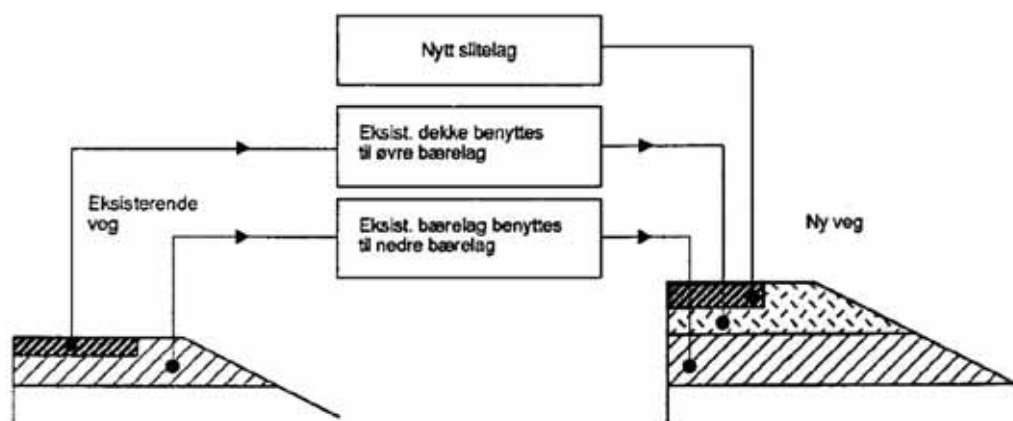 Nytt slitelag
Eksist. dekke benyttes
til øvre bærelag
Eksisterende
vog
Eksist. bærelag benyttes
til nedre bærelag
Ny veg